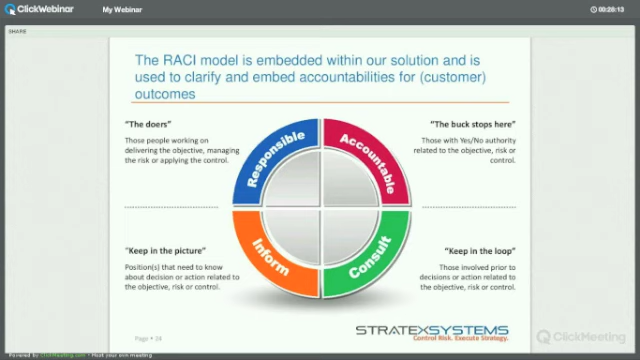 ClickWebinar
My Webinar
00:28:13
SHARE
The RACI model is embedded within our solution and is
used to clarify and embed accountabilities for (customer)
outcomes
"The doers"
Those people working on
delivering the objective, managing
the risk or applying the control.
"The buck stops here"
Those with Yes/No authority
related to the objective, risk or
control.
Responsible
Accountable
Inform
Consult
"Keep in the picture"
Position(s) that need to know
about decision or action related to
the objective, risk or control.
"Keep in the loop"
Those involved prior to
decisions or action related to
the objective, risk or control.
Page • 24
STRATEXSYSTEMS
Control Risk. Execute Strategy.
ClickMeeting
Powered by ClickMeeting.com - Host your own meeting